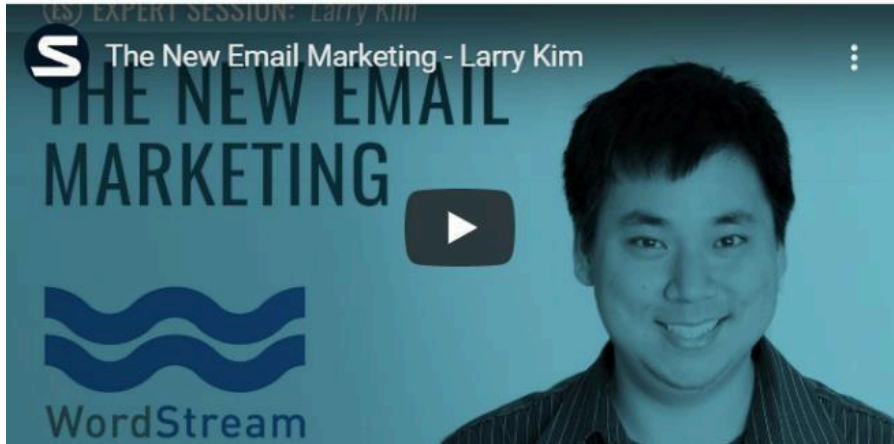 (ES) EXPERT SESSION: Larry Kim
S The New Email Marketing - Larry Kim
THE NEW EMAIL
MARKETING
WordStream